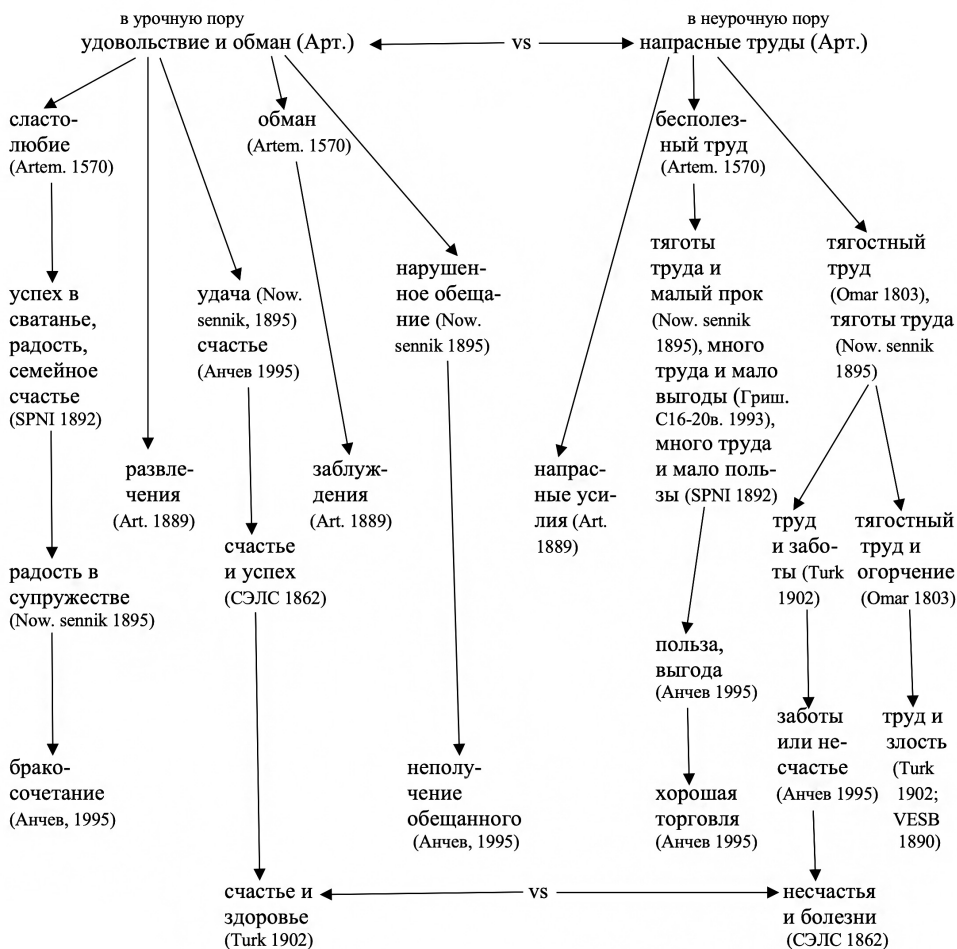 в урочную пору
удовольствие и обман (Арт.)
vs
в неурочную пору
напрасные труды (Арт.)
сласто-
любие
(Artem. 1570)
обман
(Artem. 1570)
бесполез-
ный труд
(Artem. 1570)
успех в
сватанье,
радость,
семейное
счастье
(SPNI 1892)
удача (Now.
sennik, 1895)
счастье
(Анчев 1995)
нарушен-
ное обеща-
ние (Now.
sennik 1895)
тяготы
труда и
малый прок
(Now. sennik
1895), много
труда и мало
выгоды (Гриш.
С16-20в. 1993),
много труда
и мало поль-
зы (SPNI 1892)
тягостный
труд
(Omar 1803),
тяготы труда
(Now. sennik
1895)
развле-
чения
(Art. 1889)
заблуж-
дения
(Art. 1889)
напрас-
ные уси-
лия (Art.
1889)
радость в
супружестве
(Now. sennik 1895)
счастье
и успех
(СЭЛС 1862)
труд
и забо-
ты (Turk
1902)
тягостный
труд и
огорчение
(Omar 1803)
польза,
выгода
(Анчев 1995)
брако-
сочетание
(Анчев, 1995)
неполу-
чение
обещанного
(Анчев, 1995)
хорошая
торговля
(Анчев 1995)
заботы
или не-
счастье
(Анчев 1995)
труд и
злость
(Turk
1902;
VESB
1890)
счастье и
здоровье
(Turk 1902)
vs
несчастья
и болезни
(СЭЛС 1862)